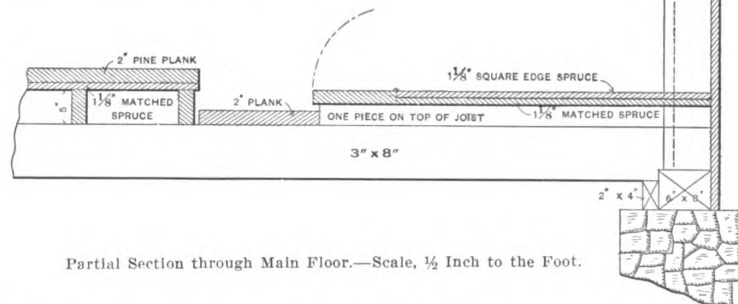 2" PINE PLANK
1⅛" SQUARE EDGE SPRUCE
6"
1⅛" MATCHED
SPRUCE
2" PLANK
ONE PIECE ON TOP OF JOIST
1⅛" MATCHED SPRUCE
3" x 8"
2" X 4"
6" X 8"
Partial Section through Main Floor.—Scale, ½ Inch to the Foot.